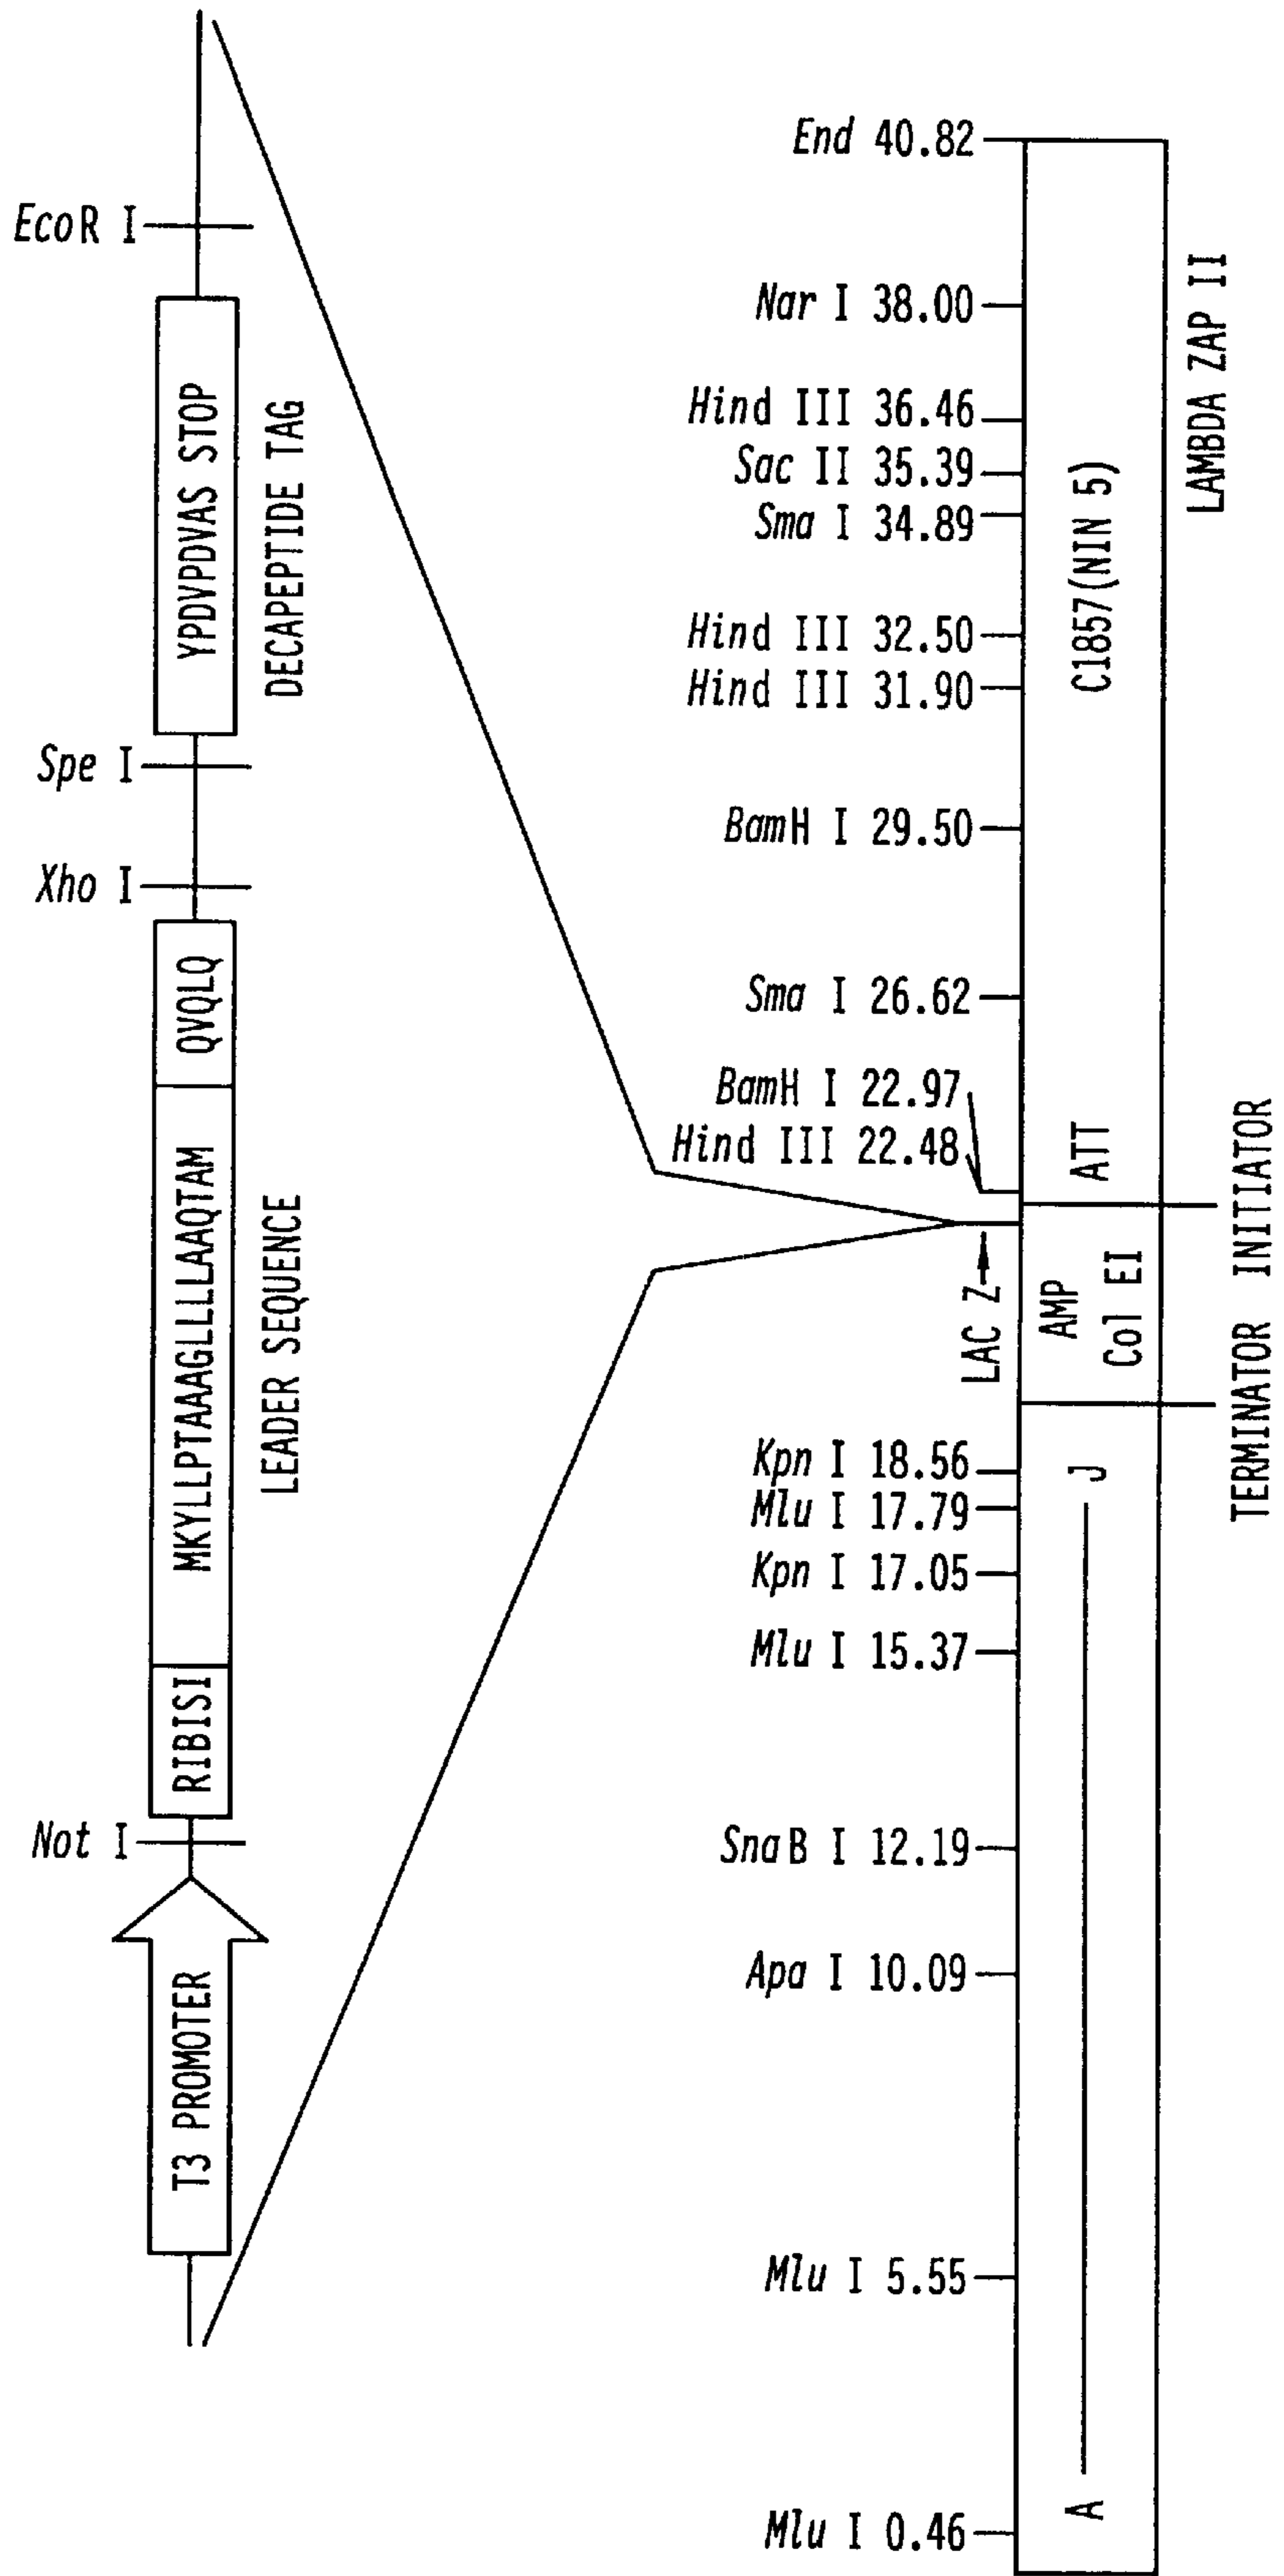 T3 PROMOTER
Not I
RIBISI
MKYLLPTAAAGLLLLAAQTAM
QVQLQ
LEADER SEQUENCE
Xho I
Spe I
YPDVPDVAS STOP
DECAPEPTIDE TAG
EcoR I
End 40.82
Nar I 38.00
Hind III 36.46
Sac II 35.39
Sma I 34.89
Hind III 32.50
Hind III 31.90
BamH I 29.50
Sma I 26.62
BamH I 22.97
Hind III 22.48
LAC Z
Kpn I 18.56
Mlu I 17.79
Kpn I 17.05
Mlu I 15.37
SnaB I 12.19
Apa I 10.09
Mlu I 5.55
Mlu I 0.46
A
J
AMP
Col EI
ATT
C1857(NIN 5)
TERMINATOR
INITIATOR
LAMBDA ZAP II